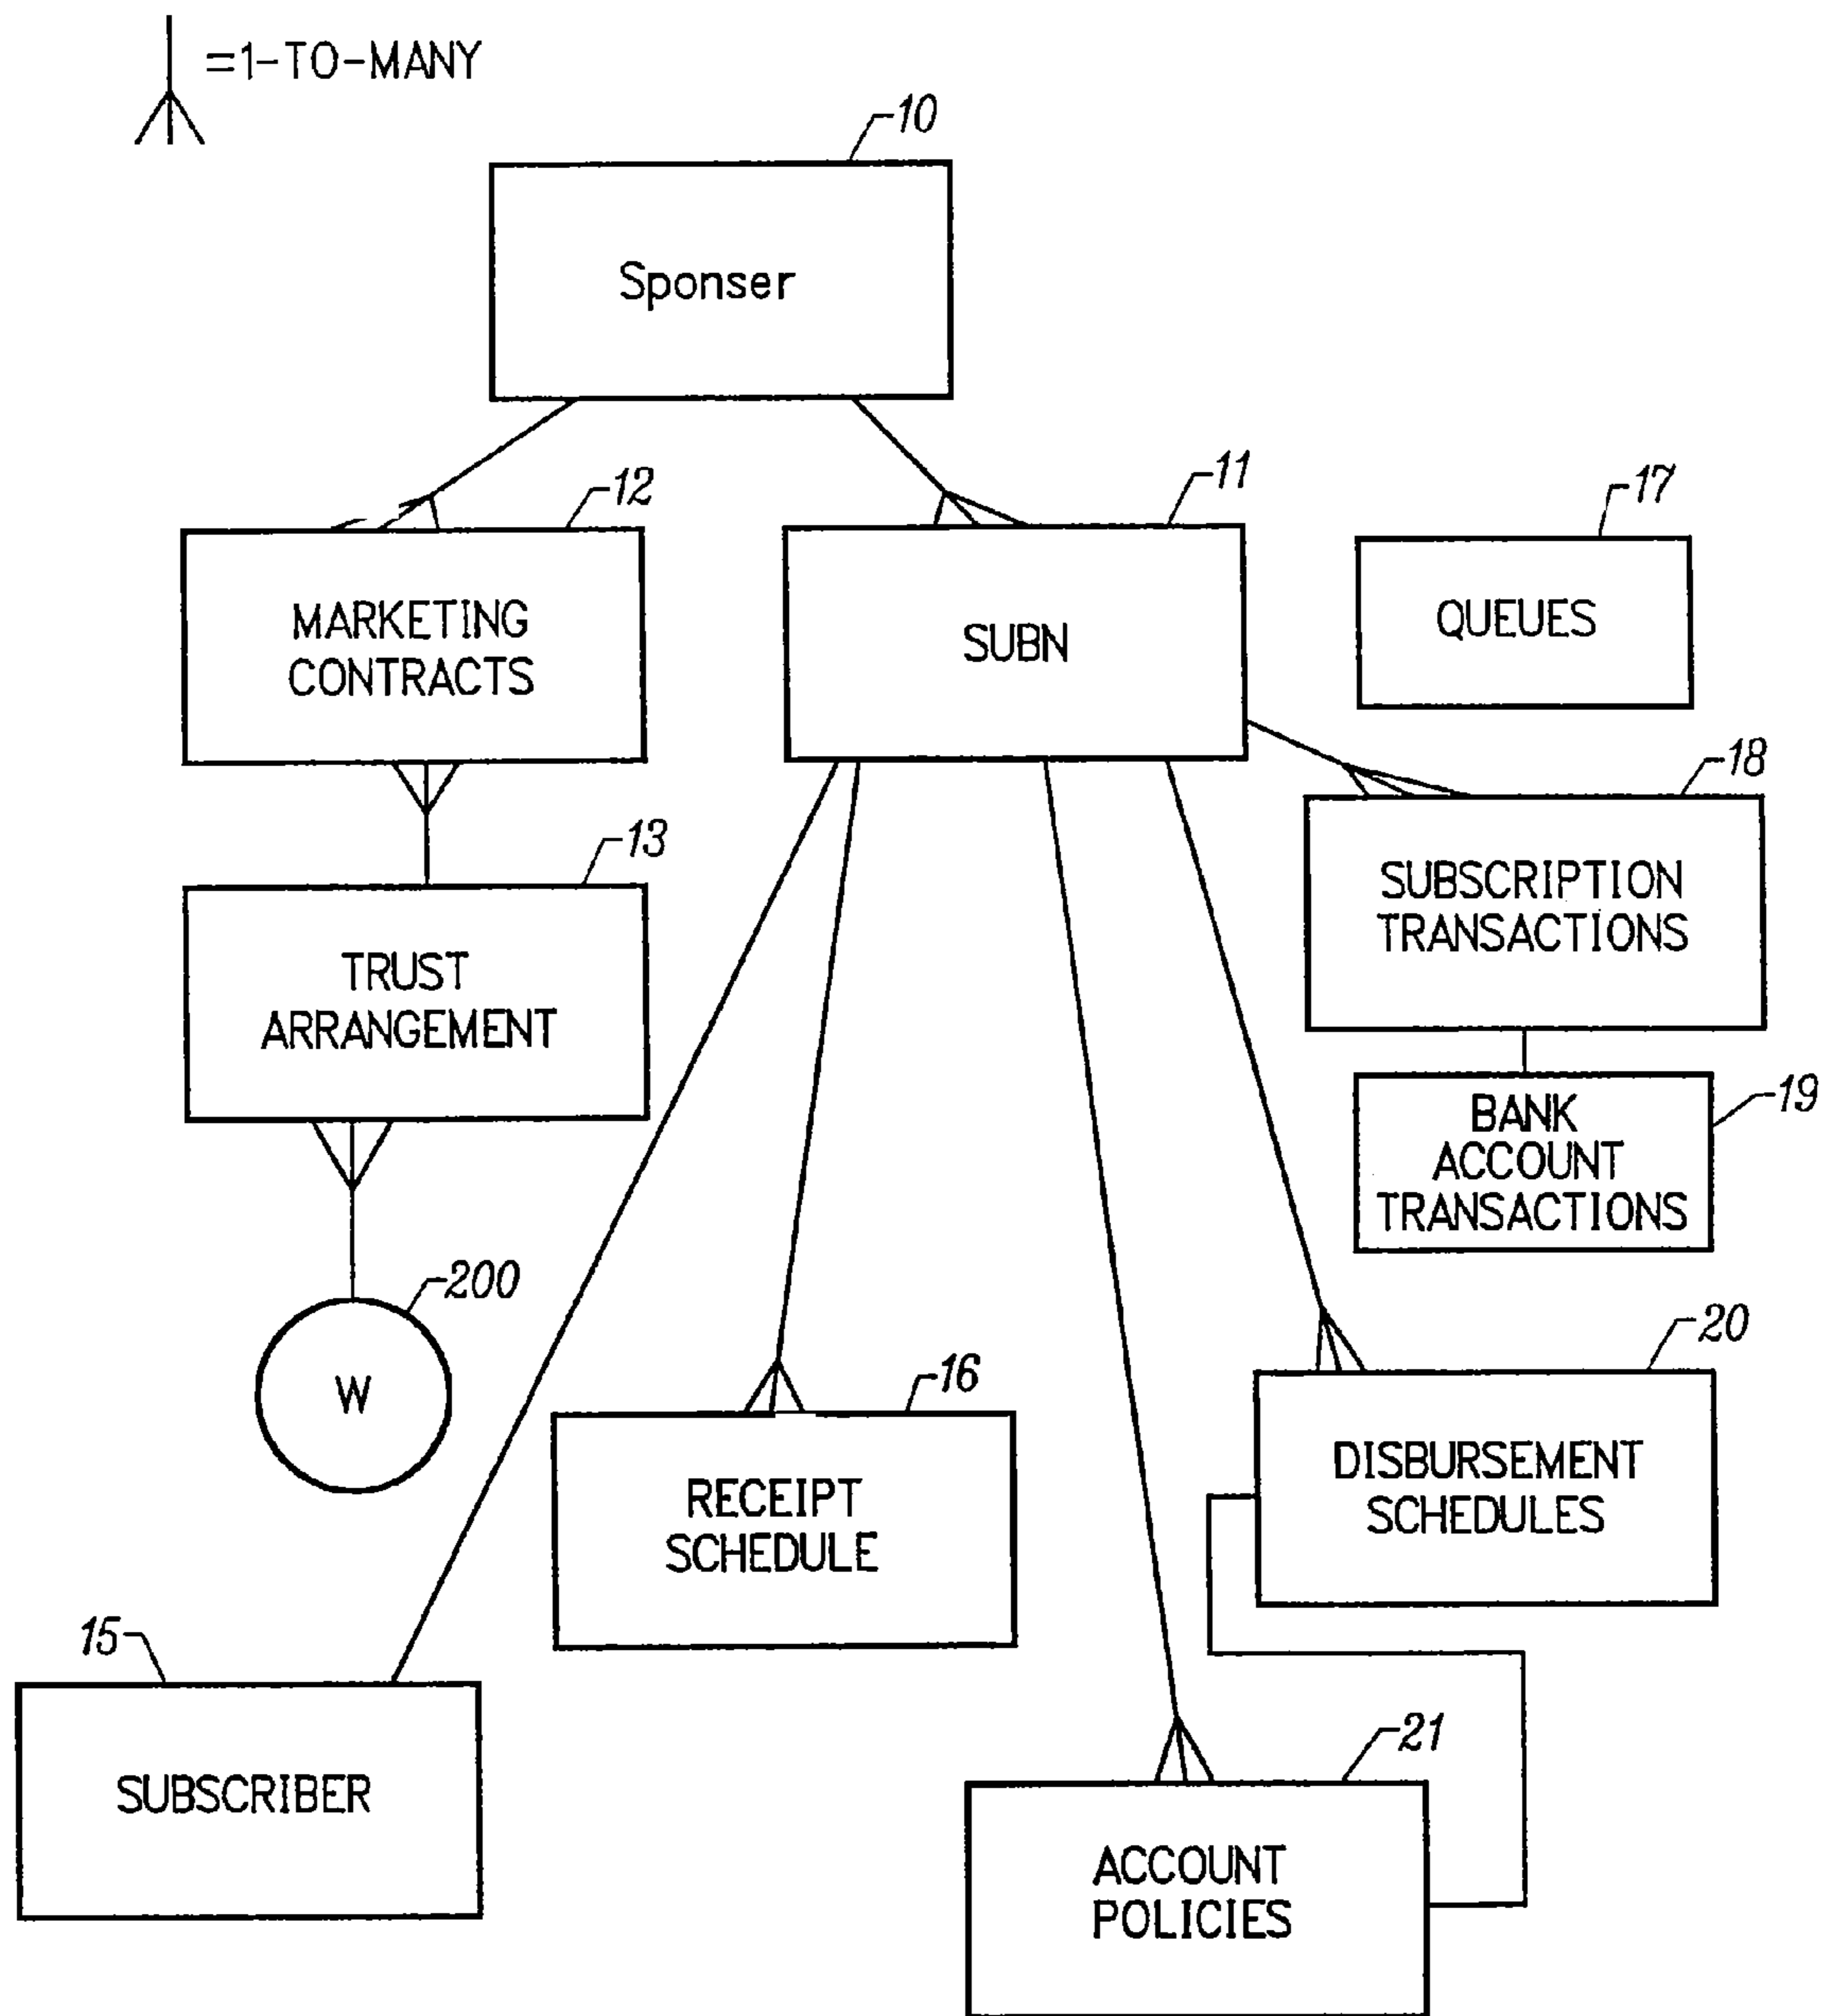 =1-TO-MANY
10
Sponser
12
11
17
MARKETING
CONTRACTS
SUBN
QUEUES
18
13
SUBSCRIPTION
TRANSACTIONS
TRUST
ARRANGEMENT
19
BANK
ACCOUNT
TRANSACTIONS
200
W
20
16
DISBURSEMENT
SCHEDULES
RECEIPT
SCHEDULE
15
21
SUBSCRIBER
ACCOUNT
POLICIES